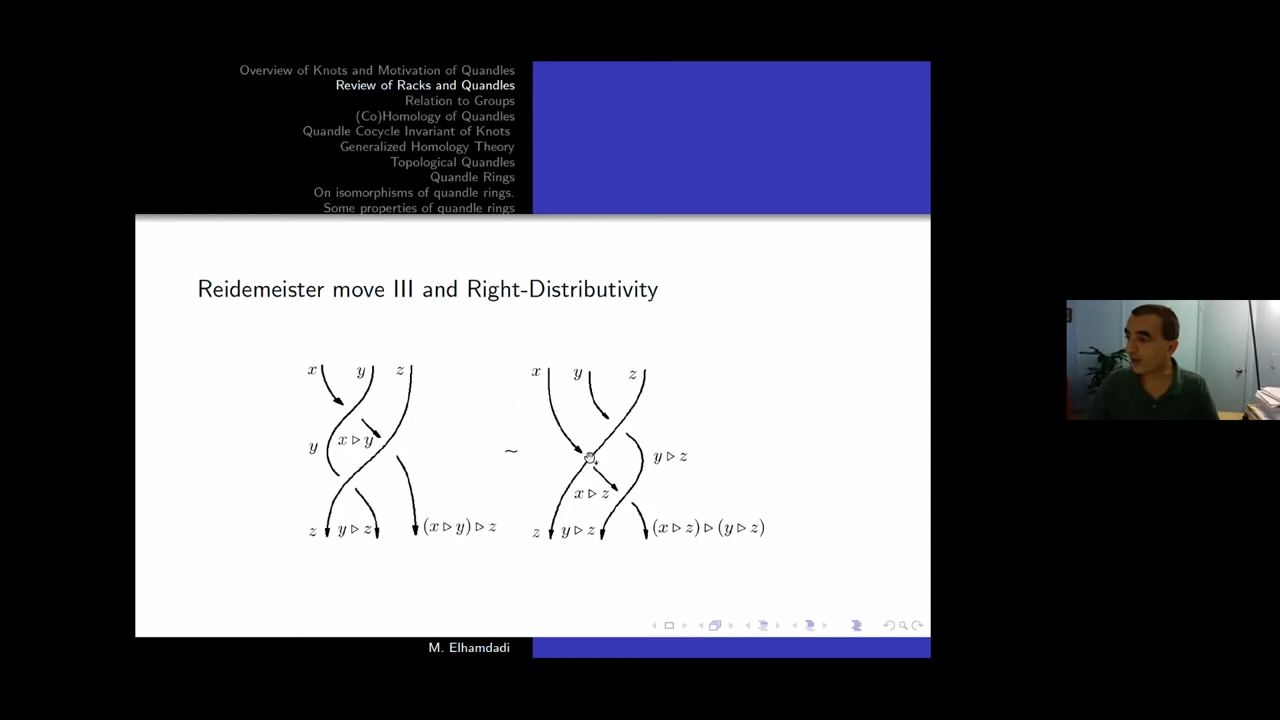 Overview of Knots and Motivation of Quandles
Review of Racks and Quandles
Relation to Groups
(Co)Homology of Quandles
Quandle Cocycle Invariant of Knots
Generalized Homology Theory
Topological Quandles
Quandle Rings
On isomorphisms of quandle rings.
Some properties of quandle rings
Reidemeister move III and Right-Distributivity
x y z x y z
y x ▷ y ~ y ▷ z
x ▷ z
z y ▷ z (x ▷ y) ▷ z z y ▷ z (x ▷ z) ▷ (y ▷ z)
M. Elhamdadi